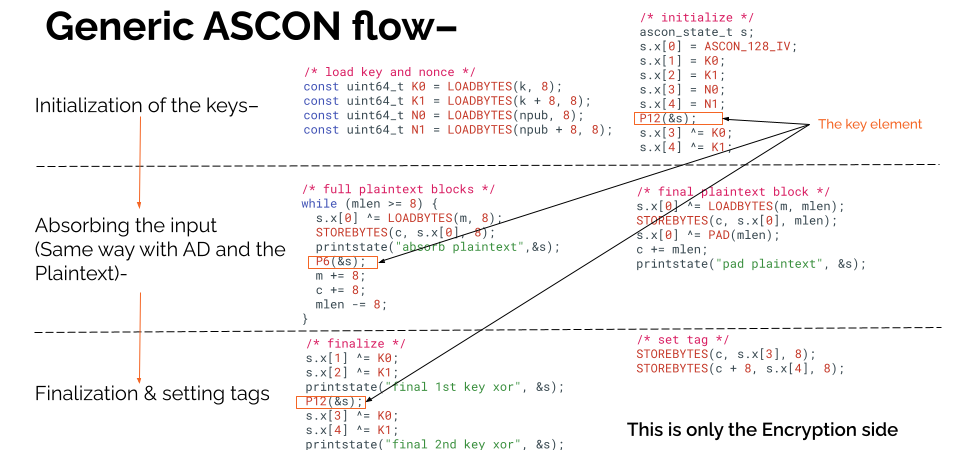 Generic ASCON flow–
Initialization of the keys–
/* load key and nonce */
const uint64_t K0 = LOADBYTES(k, 8);
const uint64_t K1 = LOADBYTES(k + 8, 8);
const uint64_t N0 = LOADBYTES(npub, 8);
const uint64_t N1 = LOADBYTES(npub + 8, 8);
/* initialize */
ascon_state_t s;
s.x[0] = ASCON_128_IV;
s.x[1] = K0;
s.x[2] = K1;
s.x[3] = N0;
s.x[4] = N1;
P12(&s);
s.x[3] ^= K0;
s.x[4] ^= K1;
The key element
Absorbing the input
(Same way with AD and the
Plaintext)-
/* full plaintext blocks */
while (mlen >= 8) {
s.x[0] ^= LOADBYTES(m, 8);
STOREBYTES(c, s.x[0], 8);
printstate("absorb plaintext",&s);
P6(&s);
m += 8;
c += 8;
mlen -= 8;
}
/* final plaintext block */
s.x[0] ^= LOADBYTES(m, mlen);
STOREBYTES(c, s.x[0], mlen);
s.x[0] ^= PAD(mlen);
c += mlen;
printstate("pad plaintext", &s);
Finalization & setting tags
/* finalize */
s.x[1] ^= K0;
s.x[2] ^= K1;
printstate("final 1st key xor", &s);
P12(&s);
s.x[3] ^= K0;
s.x[4] ^= K1;
printstate("final 2nd key xor", &s);
/* set tag */
STOREBYTES(c, s.x[3], 8);
STOREBYTES(c + 8, s.x[4], 8);
This is only the Encryption side